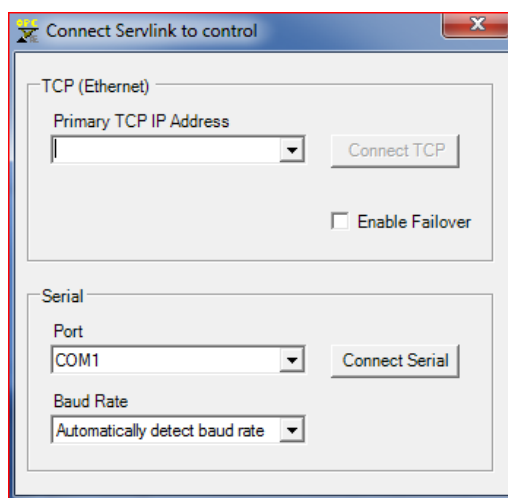 Connect Servlink to control
TCP (Ethernet)
Primary TCP IP Address
Connect TCP
Enable Failover
Serial
Port
COM1
Connect Serial
Baud Rate
Automatically detect baud rate